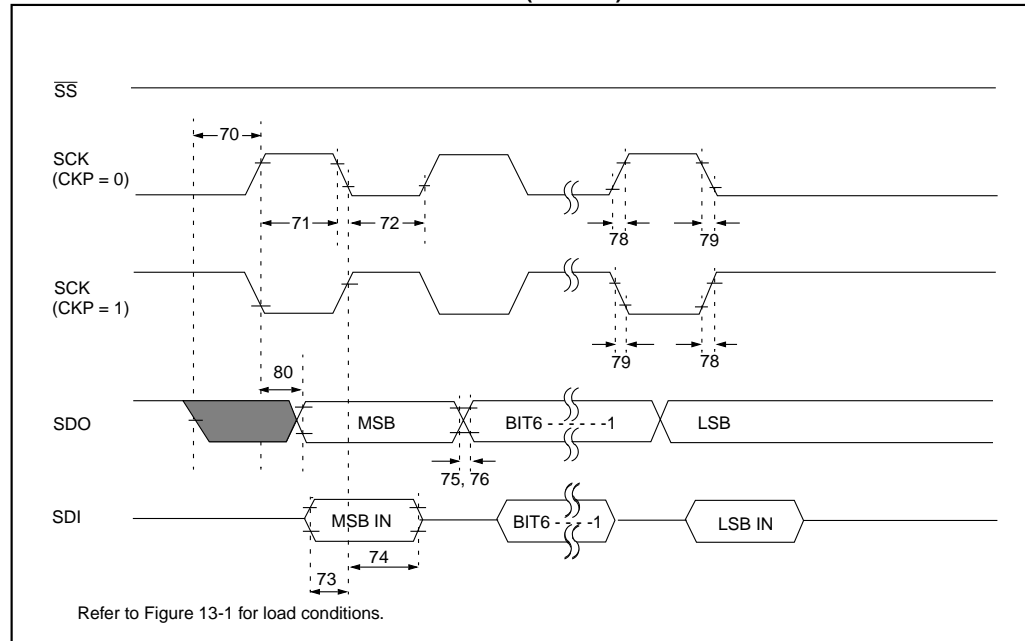 SS
70
SCK
(CKP = 0)
71
72
78
79
SCK
(CKP = 1)
79
78
80
SDO
MSB
BIT6 - - - - - -1
LSB
75, 76
SDI
MSB IN
BIT6 - - - - -1
LSB IN
74
73
Refer to Figure 13-1 for load conditions.